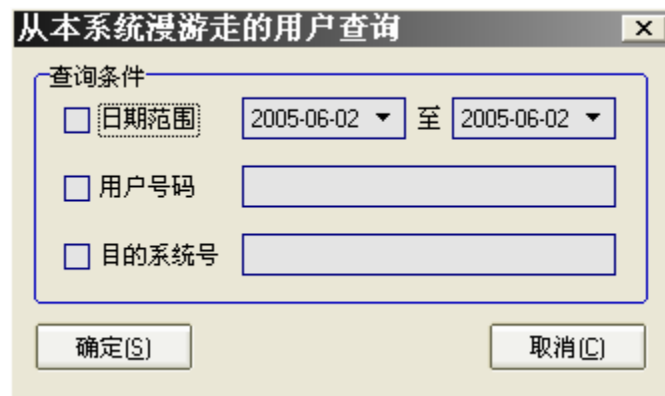 从本系统漫游走的用户查询
查询条件
日期范围 2005-06-02 至 2005-06-02
用户号码
目的系统号
确定(S) 取消(C)